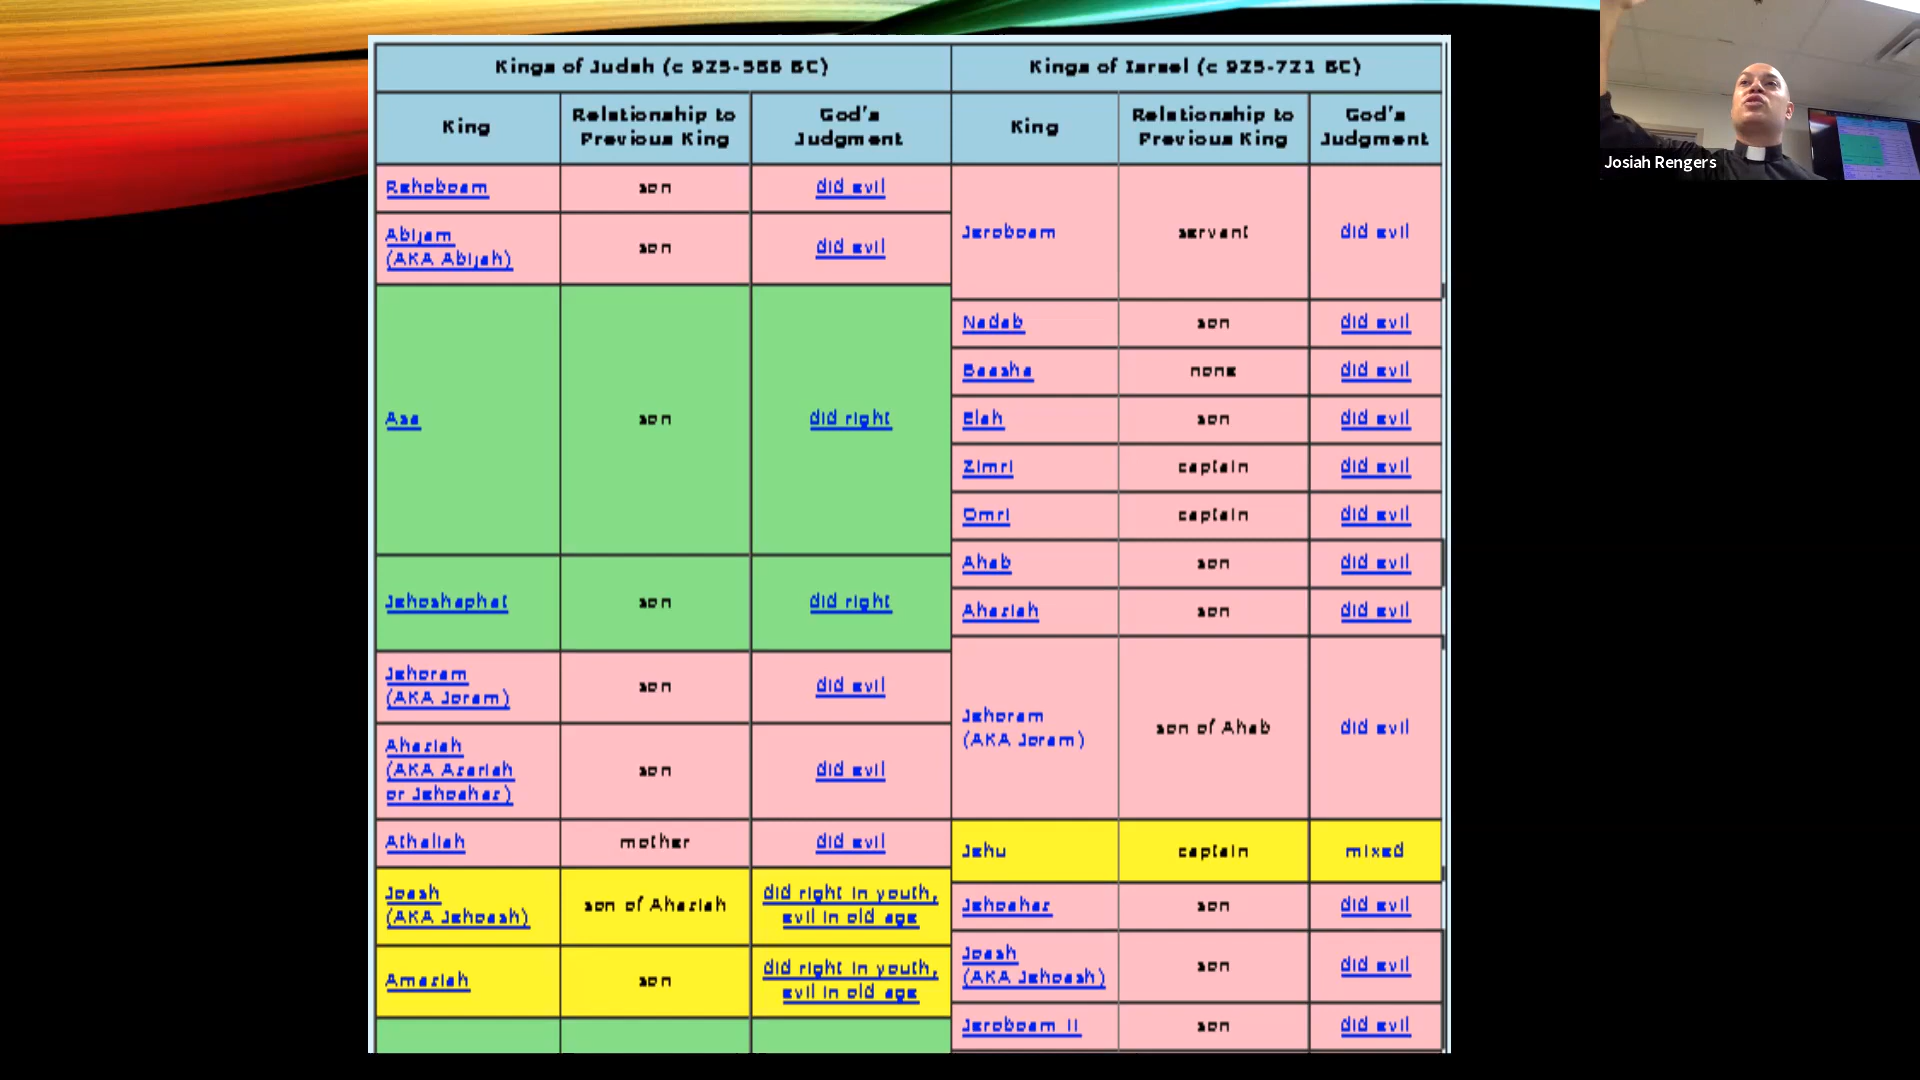 Kings of Judah (c 925-586 BC)
Kings of Israel (c 925-721 BC)
King
Relationship to
Previous King
God's
Judgment
King
Relationship to
Previous King
God's
Judgment
Rehoboam
son
did evil
Abijam
(AKA Abijah)
son
did evil
Asa
son
did right
Jehoshaphat
son
did right
Jehoram
(AKA Joram)
son
did evil
Ahaziah
(AKA Azariah
or Jehoahaz)
son
did evil
Athaliah
mother
did evil
Joash
(AKA Jehoash)
son of Ahaziah
did right in youth,
evil in old age
Amaziah
son
did right in youth,
evil in old age
Jeroboam
servant
did evil
Nadab
son
did evil
Baasha
none
did evil
Elah
son
did evil
Zimri
captain
did evil
Omri
captain
did evil
Ahab
son
did evil
Ahaziah
son
did evil
Jehoram
(AKA Joram)
son of Ahab
did evil
Jehu
captain
mixed
Jehoahaz
son
did evil
Joash
(AKA Jehoash)
son
did evil
Jeroboam II
son
did evil
Josiah Rengers